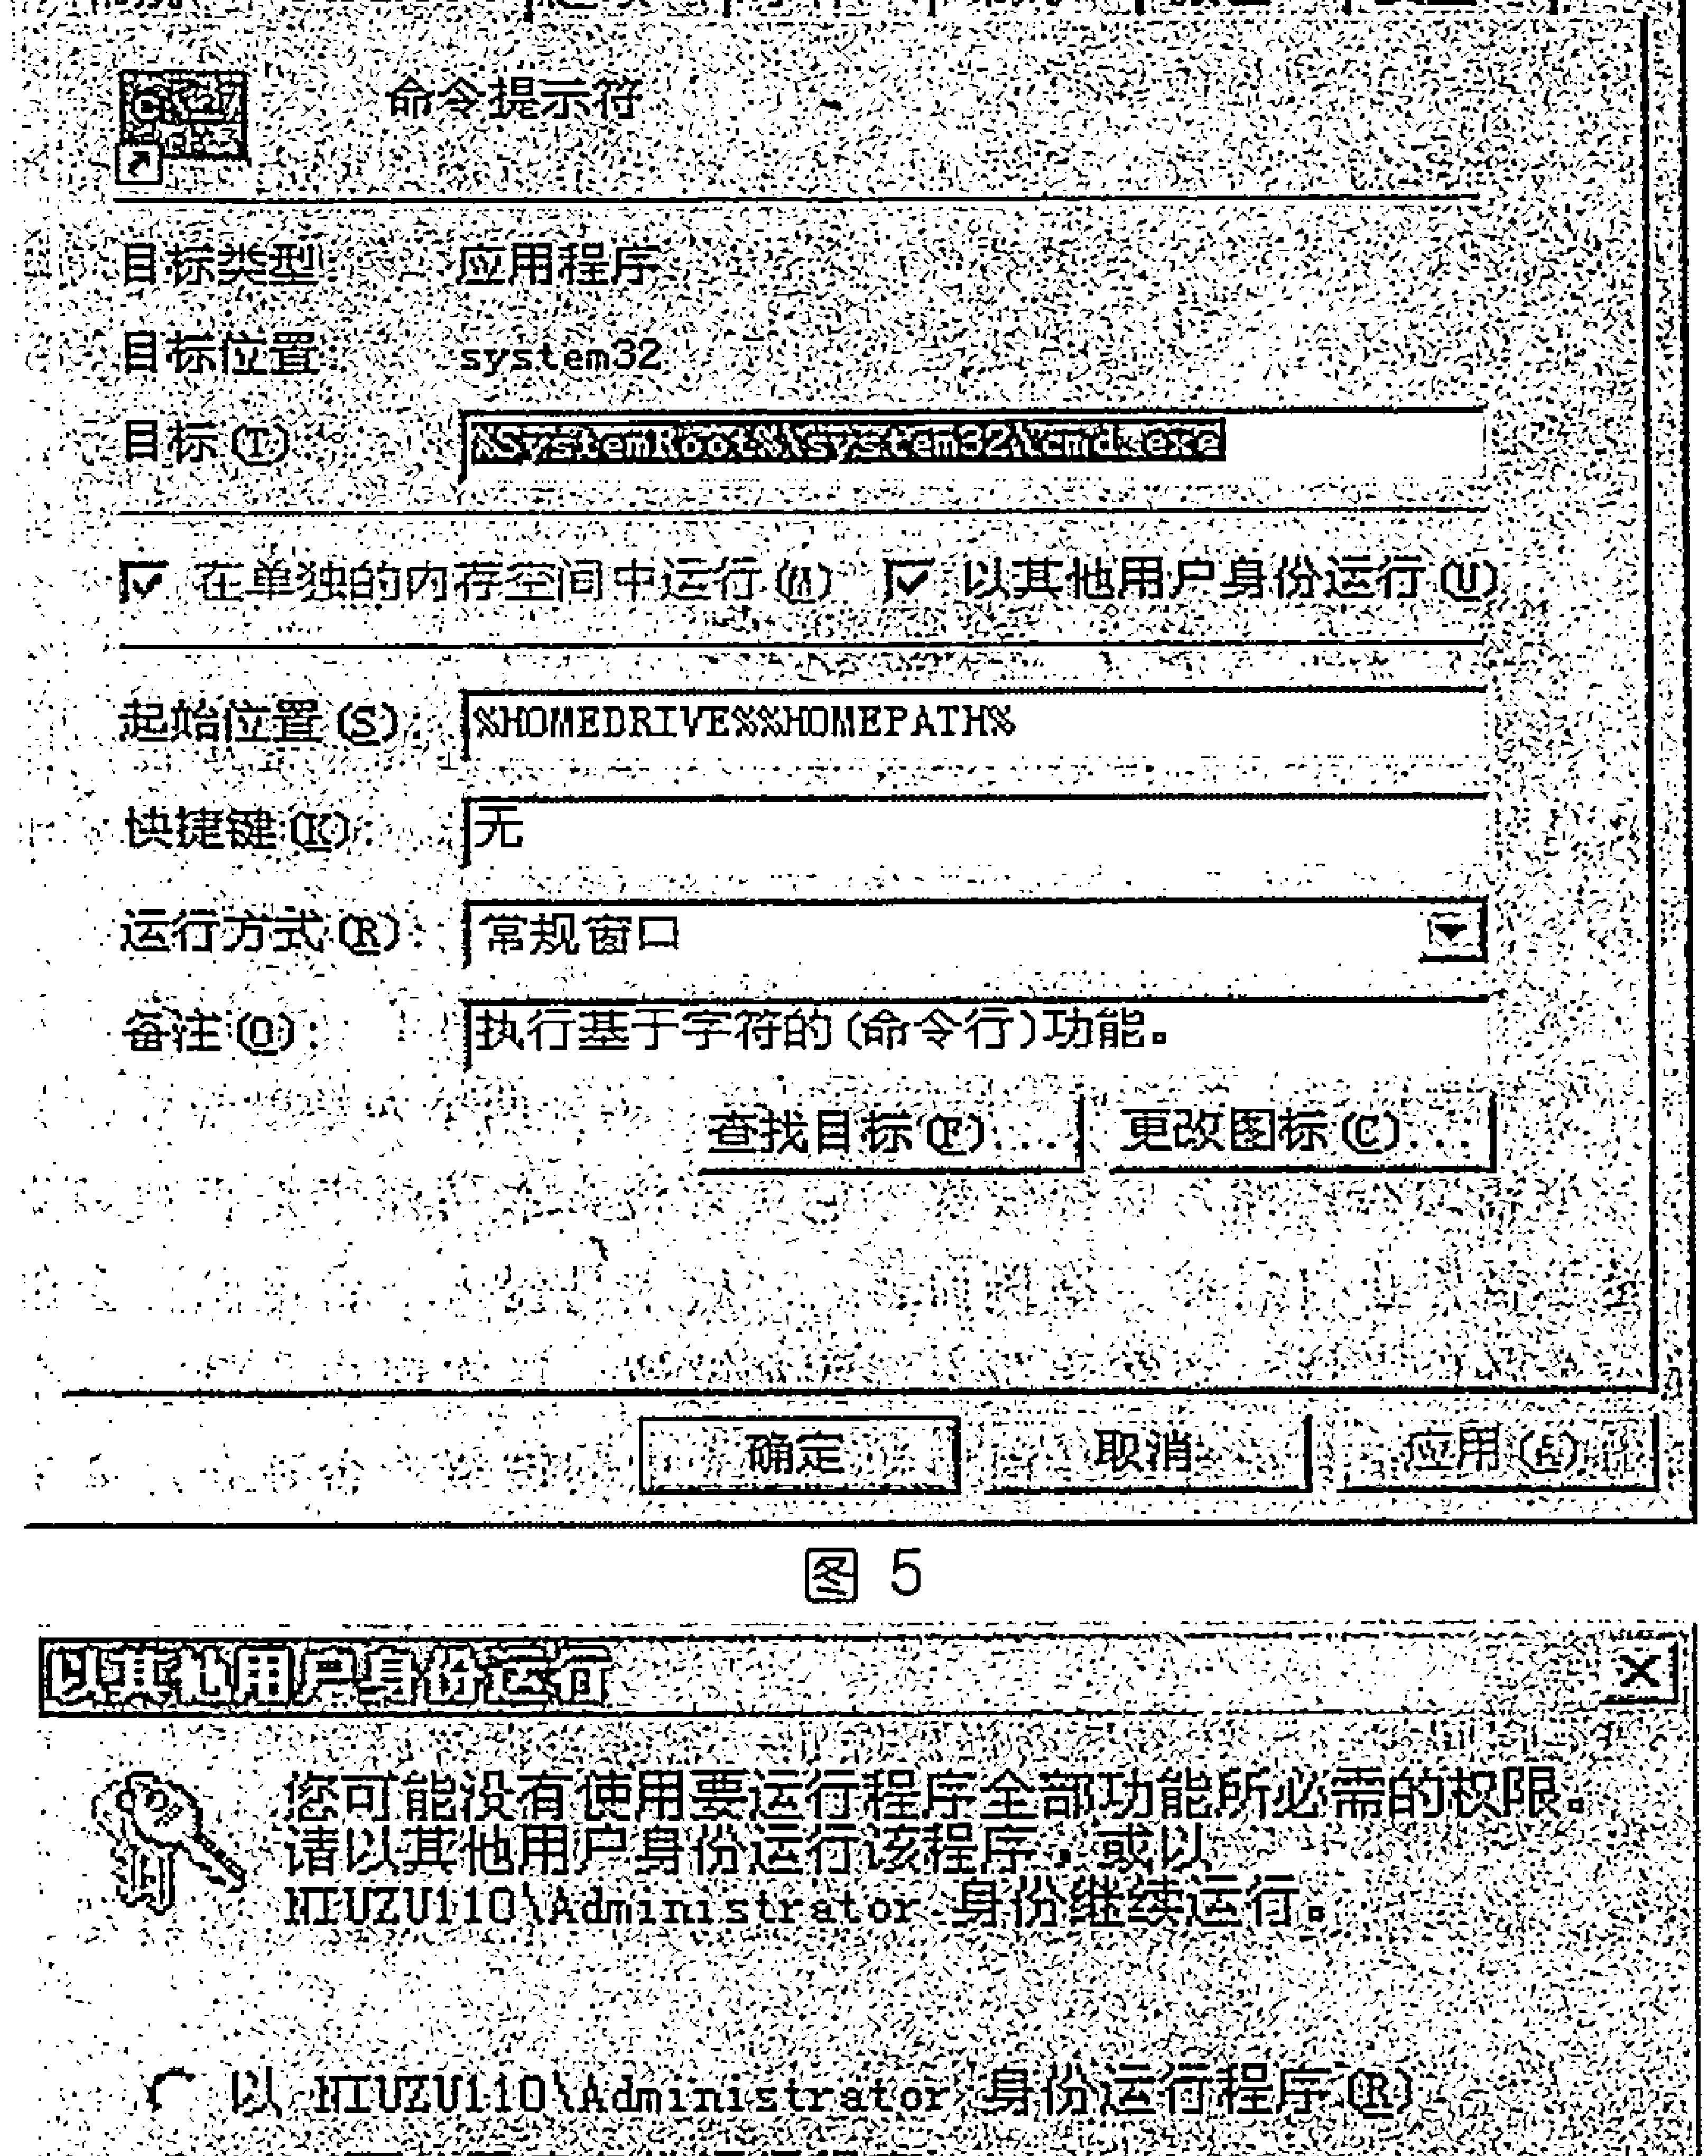 命令提示符
目标类型 应用程序
目标位置 system32
目标(T) %SystemRoot%\system32\cmd.exe
在单独的内存空间中运行(M) 以其他用户身份运行(U)
起始位置(S): %HOMEDRIVE%%HOMEPATH%
快捷键(K): 无
运行方式(R): 常规窗口
备注(O): 执行基于字符的(命令行)功能。
查找目标(F)... 更改图标(C)...
确定 取消 应用(A)
图 5
以其他用户身份运行
您可能没有使用要运行程序全部功能所必需的权限。
请以其他用户身份运行该程序，或以
NIUZU110\Administrator 身份继续运行。
以 NIUZU110\Administrator 身份运行程序(R)